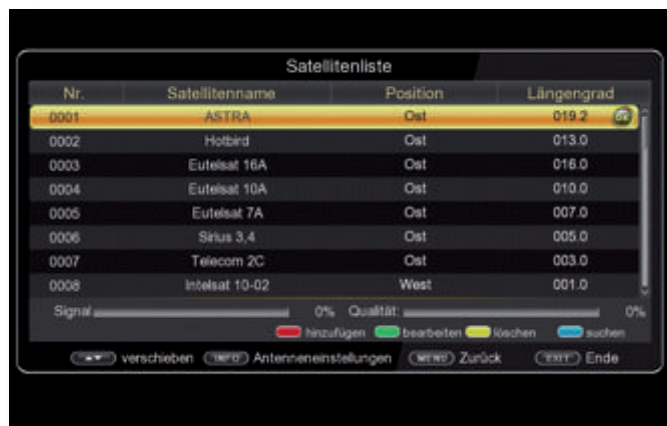 Satellitenliste
Nr. Satellitenname Position Längengrad
0001 ASTRA Ost 019.2 OK
0002 Hotbird Ost 013.0
0003 Eutelsat 16A Ost 016.0
0004 Eutelsat 10A Ost 010.0
0005 Eutelsat 7A Ost 007.0
0006 Sirius 3,4 Ost 005.0
0007 Telecom 2C Ost 003.0
0008 Intelsat 10-02 West 001.0
Signal 0% Qualität: 0%
hinzufügen bearbeiten löschen suchen
verschieben INFO Antenneneinstellungen MENU Zurück EXIT Ende